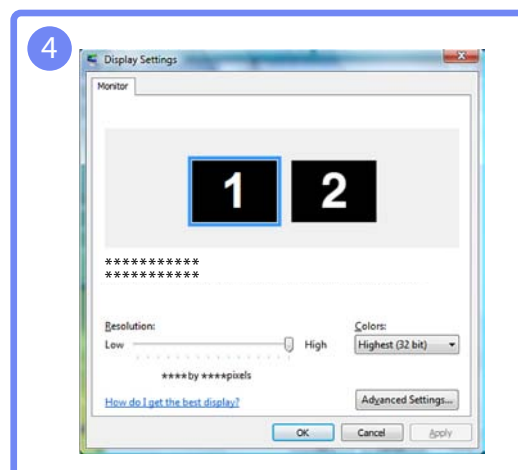 4
Display Settings
Monitor
1 2
***********
***********
Resolution:
Low High
****by ****pixels
Colors:
Highest (32 bit)
How do I get the best display?
Advanced Settings...
OK Cancel Apply